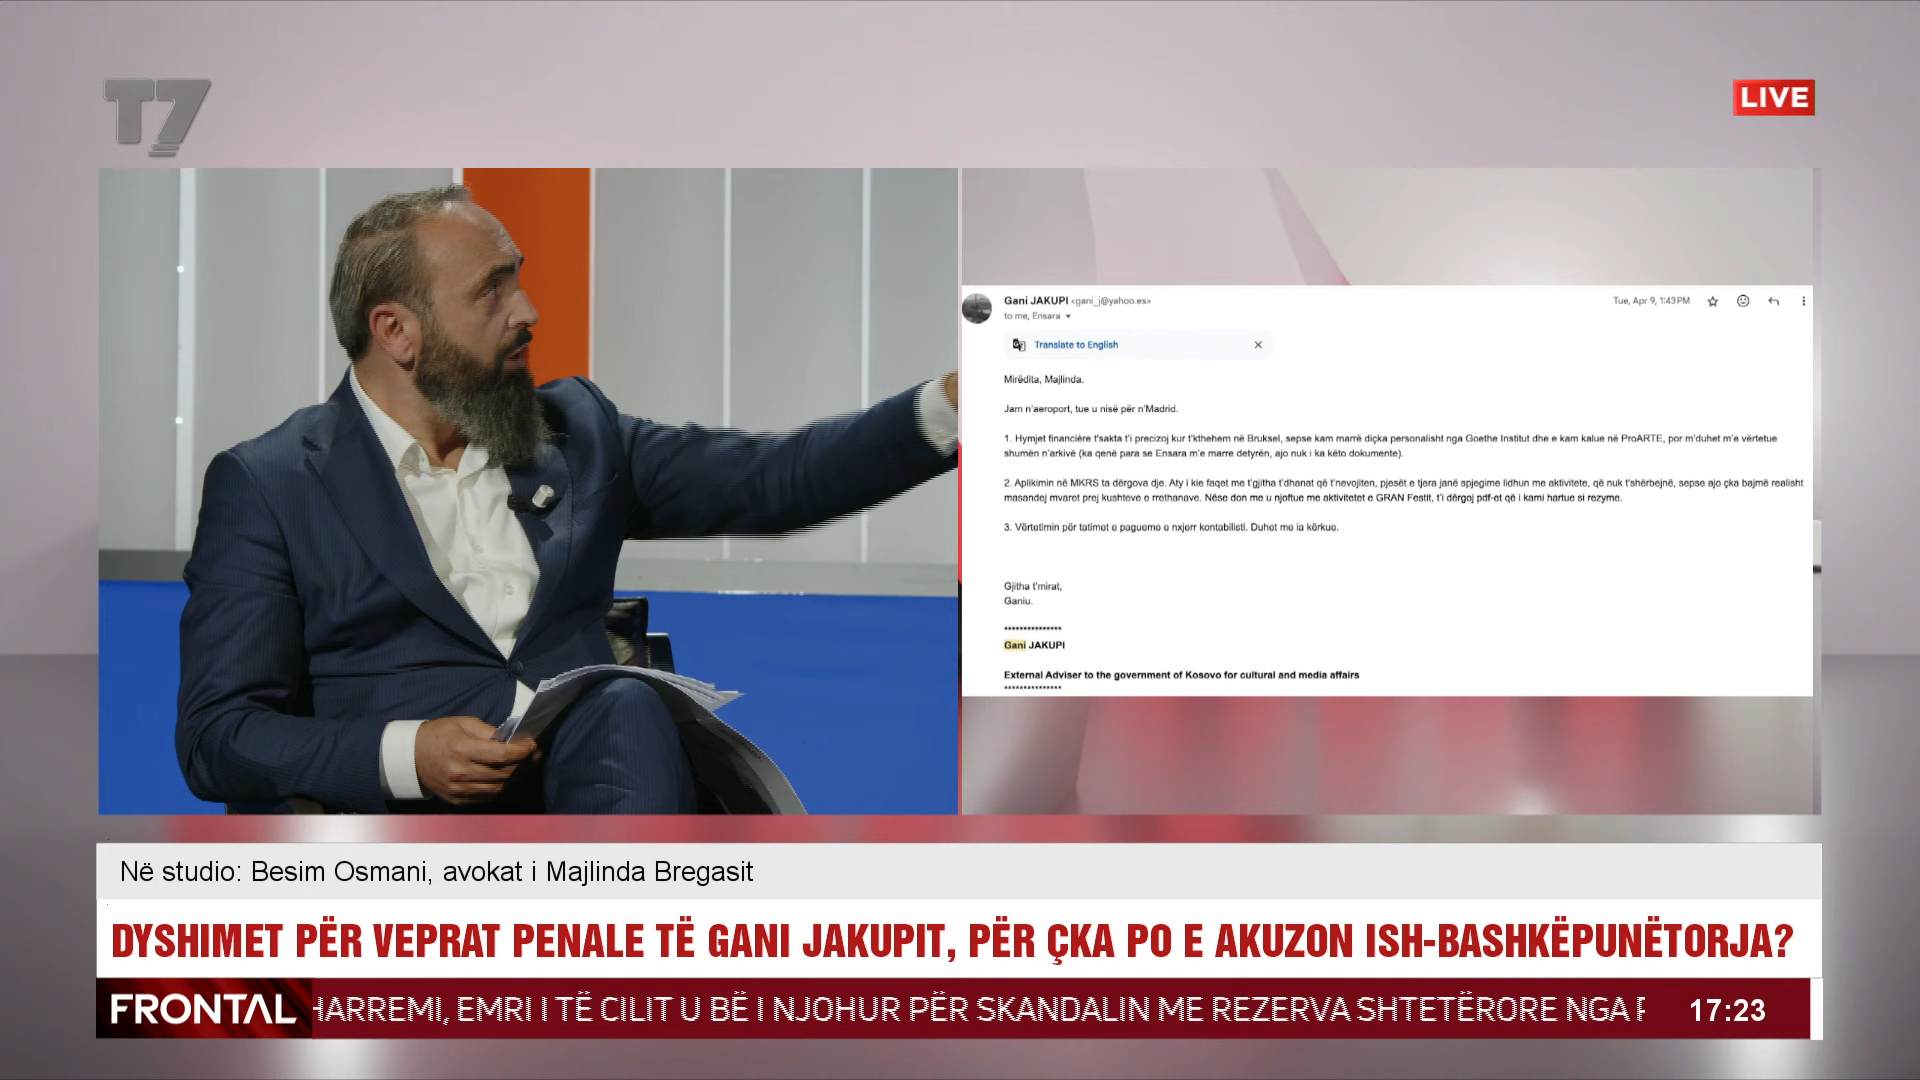 T7
LIVE
Gani JAKUPI <gani_j@yahoo.es>
Tue, Apr 9, 1:43 PM
to me, Ensara
Translate to English
Mirëdita, Majlinda.
Jam n'aeroport, tue u nisë për n'Madrid.
1. Hymjet financière t'sakta t'i precizoj kur t'kthehem në Bruksel, sepse kam marrë diçka personalisht nga Goethe Institut dhe e kam kalue në ProARTE, por m'duhet m'e vërtetue
shumën n'arkivë (ka qenë para se Ensara m'e marre detyrën, ajo nuk i ka këto dokumente).
2. Aplikimin në MKRS ta dërgova dje. Aty i kie faqet me t'gjitha t'dhanat që t'nevojiten, pjesët e tjera janë spjegime lidhun me aktivitete, që nuk t'shërbejnë, sepse ajo çka bajmë realisht
masandej mvaret prej kushteve e rrethanave. Nëse don me u njoftue me aktivitetet e GRAN Festit, t'i dërgoj pdf-et që i kami hartue si rezyme.
3. Vërtetimin për tatimet e pagueme e nxjerr kontabilisti. Duhet me ia kërkue.
Gjitha t'mirat,
Ganiu.
***************
Gani JAKUPI
External Adviser to the government of Kosovo for cultural and media affairs
***************
Në studio: Besim Osmani, avokat i Majlinda Bregasit
DYSHIMET PËR VEPRAT PENALE TË GANI JAKUPIT, PËR ÇKA PO E AKUZON ISH-BASHKËPUNËTORJA?
FRONTAL
HARREMI, EMRI I TË CILIT U BË I NJOHUR PËR SKANDALIN ME REZERVA SHTETËRORE NGA
17:23